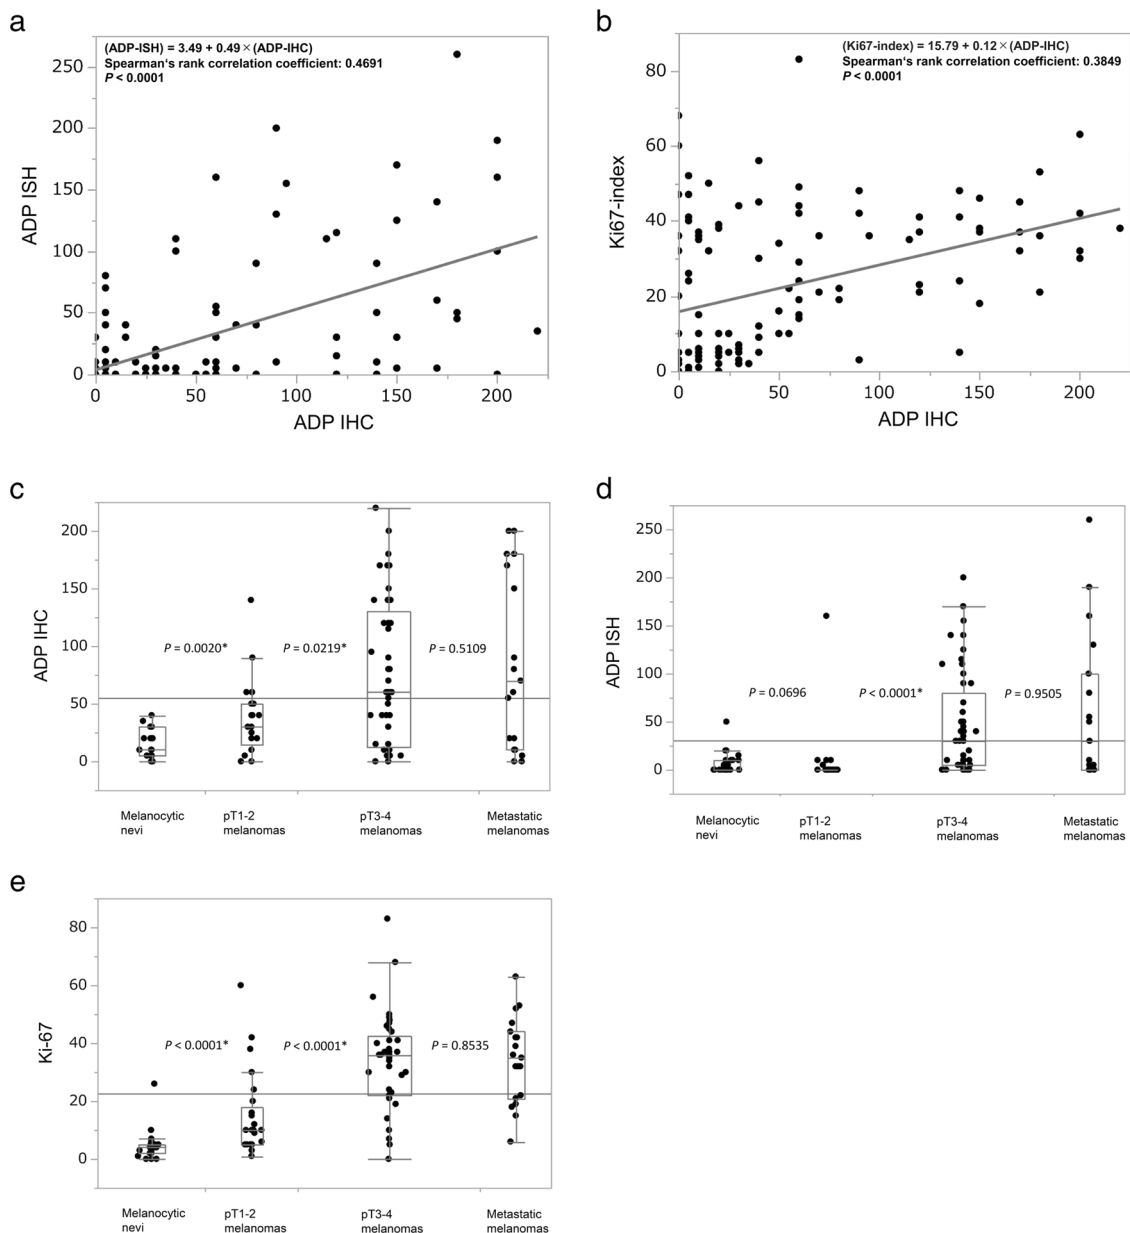 a
(ADP-ISH) = 3.49 + 0.49 × (ADP-IHC)
Spearman's rank correlation coefficient: 0.4691
P < 0.0001
250
200
150
100
50
0
ADP ISH
0 50 100 150 200
ADP IHC
b
(Ki67-index) = 15.79 + 0.12 × (ADP-IHC)
Spearman's rank correlation coefficient: 0.3849
P < 0.0001
80
60
40
20
0
Ki67-index
0 50 100 150 200
ADP IHC
c
200
150
100
50
0
ADP IHC
P = 0.0020* P = 0.0219* P = 0.5109
Melanocytic nevi
pT1-2 melanomas
pT3-4 melanomas
Metastatic melanomas
d
250
200
150
100
50
0
ADP ISH
P = 0.0696 P < 0.0001* P = 0.9505
Melanocytic nevi
pT1-2 melanomas
pT3-4 melanomas
Metastatic melanomas
e
80
60
40
20
0
Ki-67
P < 0.0001* P < 0.0001* P = 0.8535
Melanocytic nevi
pT1-2 melanomas
pT3-4 melanomas
Metastatic melanomas